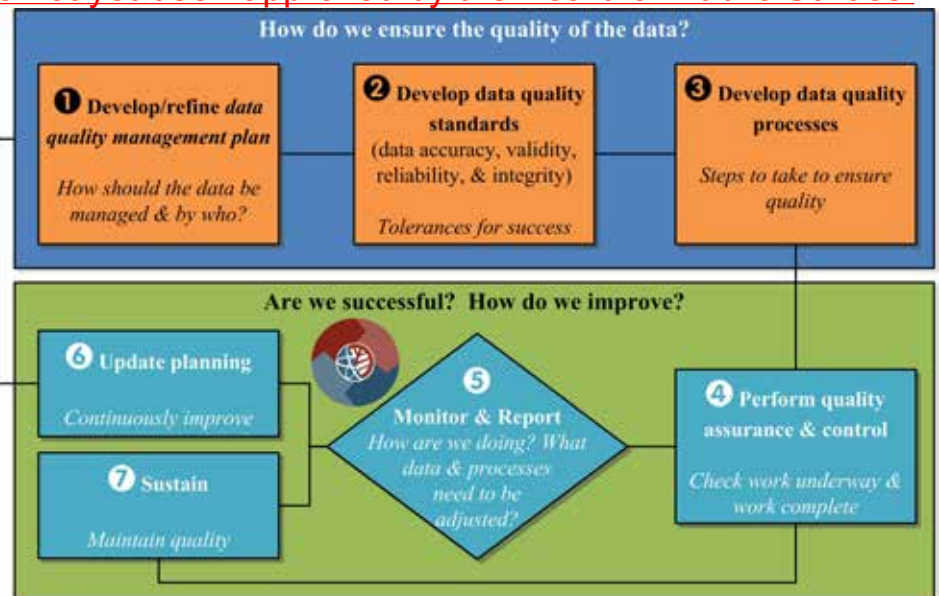 How do we ensure the quality of the data?
❶ Develop/refine data
quality management plan
How should the data be
managed & by who?
❷ Develop data quality
standards
(data accuracy, validity,
reliability, & integrity)
Tolerances for success
❸ Develop data quality
processes
Steps to take to ensure
quality
Are we successful? How do we improve?
❻ Update planning
Continuously improve
❼ Sustain
Maintain quality
❺
Monitor & Report
How are we doing? What
data & processes
need to be
adjusted?
❹ Perform quality
assurance & control
Check work underway &
work complete